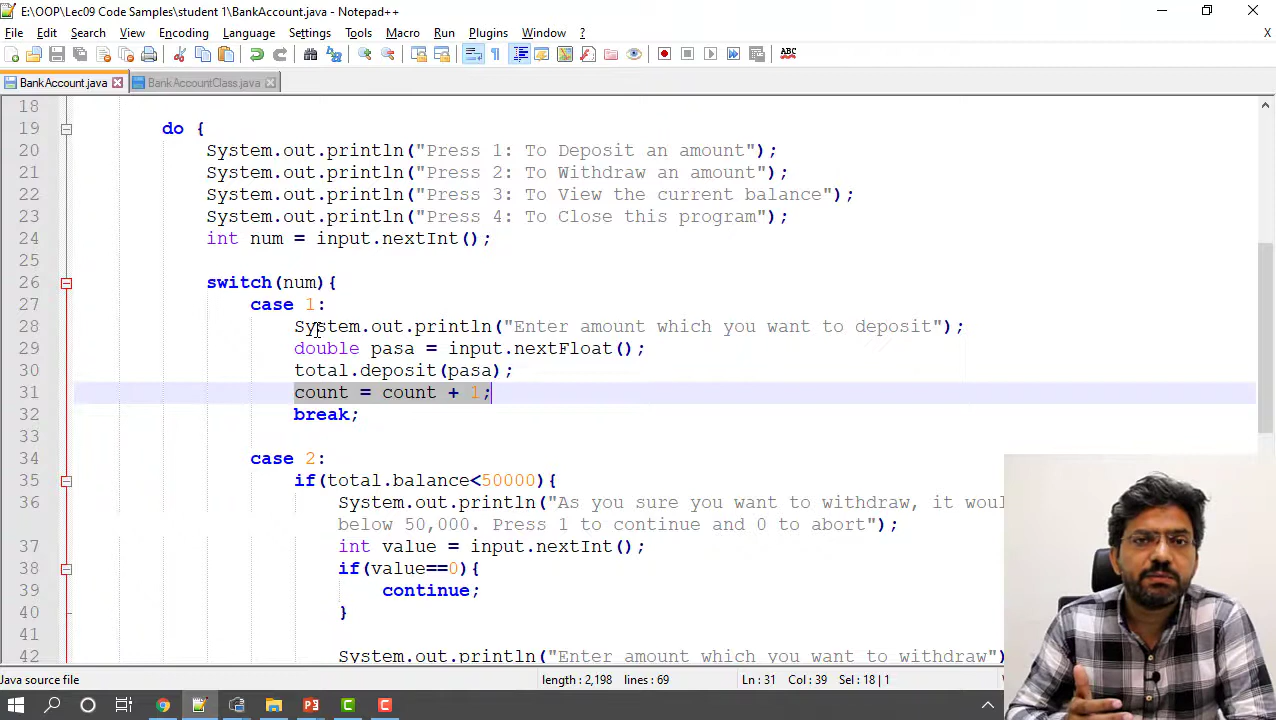 E:\OOP\Lec09 Code Samples\student 1\BankAccount.java - Notepad++
File Edit Search View Encoding Language Settings Tools Macro Run Plugins Window ? X
ABC
BankAccount.java BankAccountClass.java
18
19 do {
20 System.out.println("Press 1: To Deposit an amount");
21 System.out.println("Press 2: To Withdraw an amount");
22 System.out.println("Press 3: To View the current balance");
23 System.out.println("Press 4: To Close this program");
24 int num = input.nextInt();
25
26 switch(num){
27 case 1:
28 System.out.println("Enter amount which you want to deposit");
29 double pasa = input.nextFloat();
30 total.deposit(pasa);
31 count = count + 1;
32 break;
33
34 case 2:
35 if(total.balance<50000){
36 System.out.println("As you sure you want to withdraw, it wou
below 50,000. Press 1 to continue and 0 to abort");
37 int value = input.nextInt();
38 if(value==0){
39 continue;
40 }
41
42 System.out.println("Enter amount which you want to withdraw")
Java source file length : 2,198 lines : 69 Ln : 31 Col : 39 Sel : 18 | 1